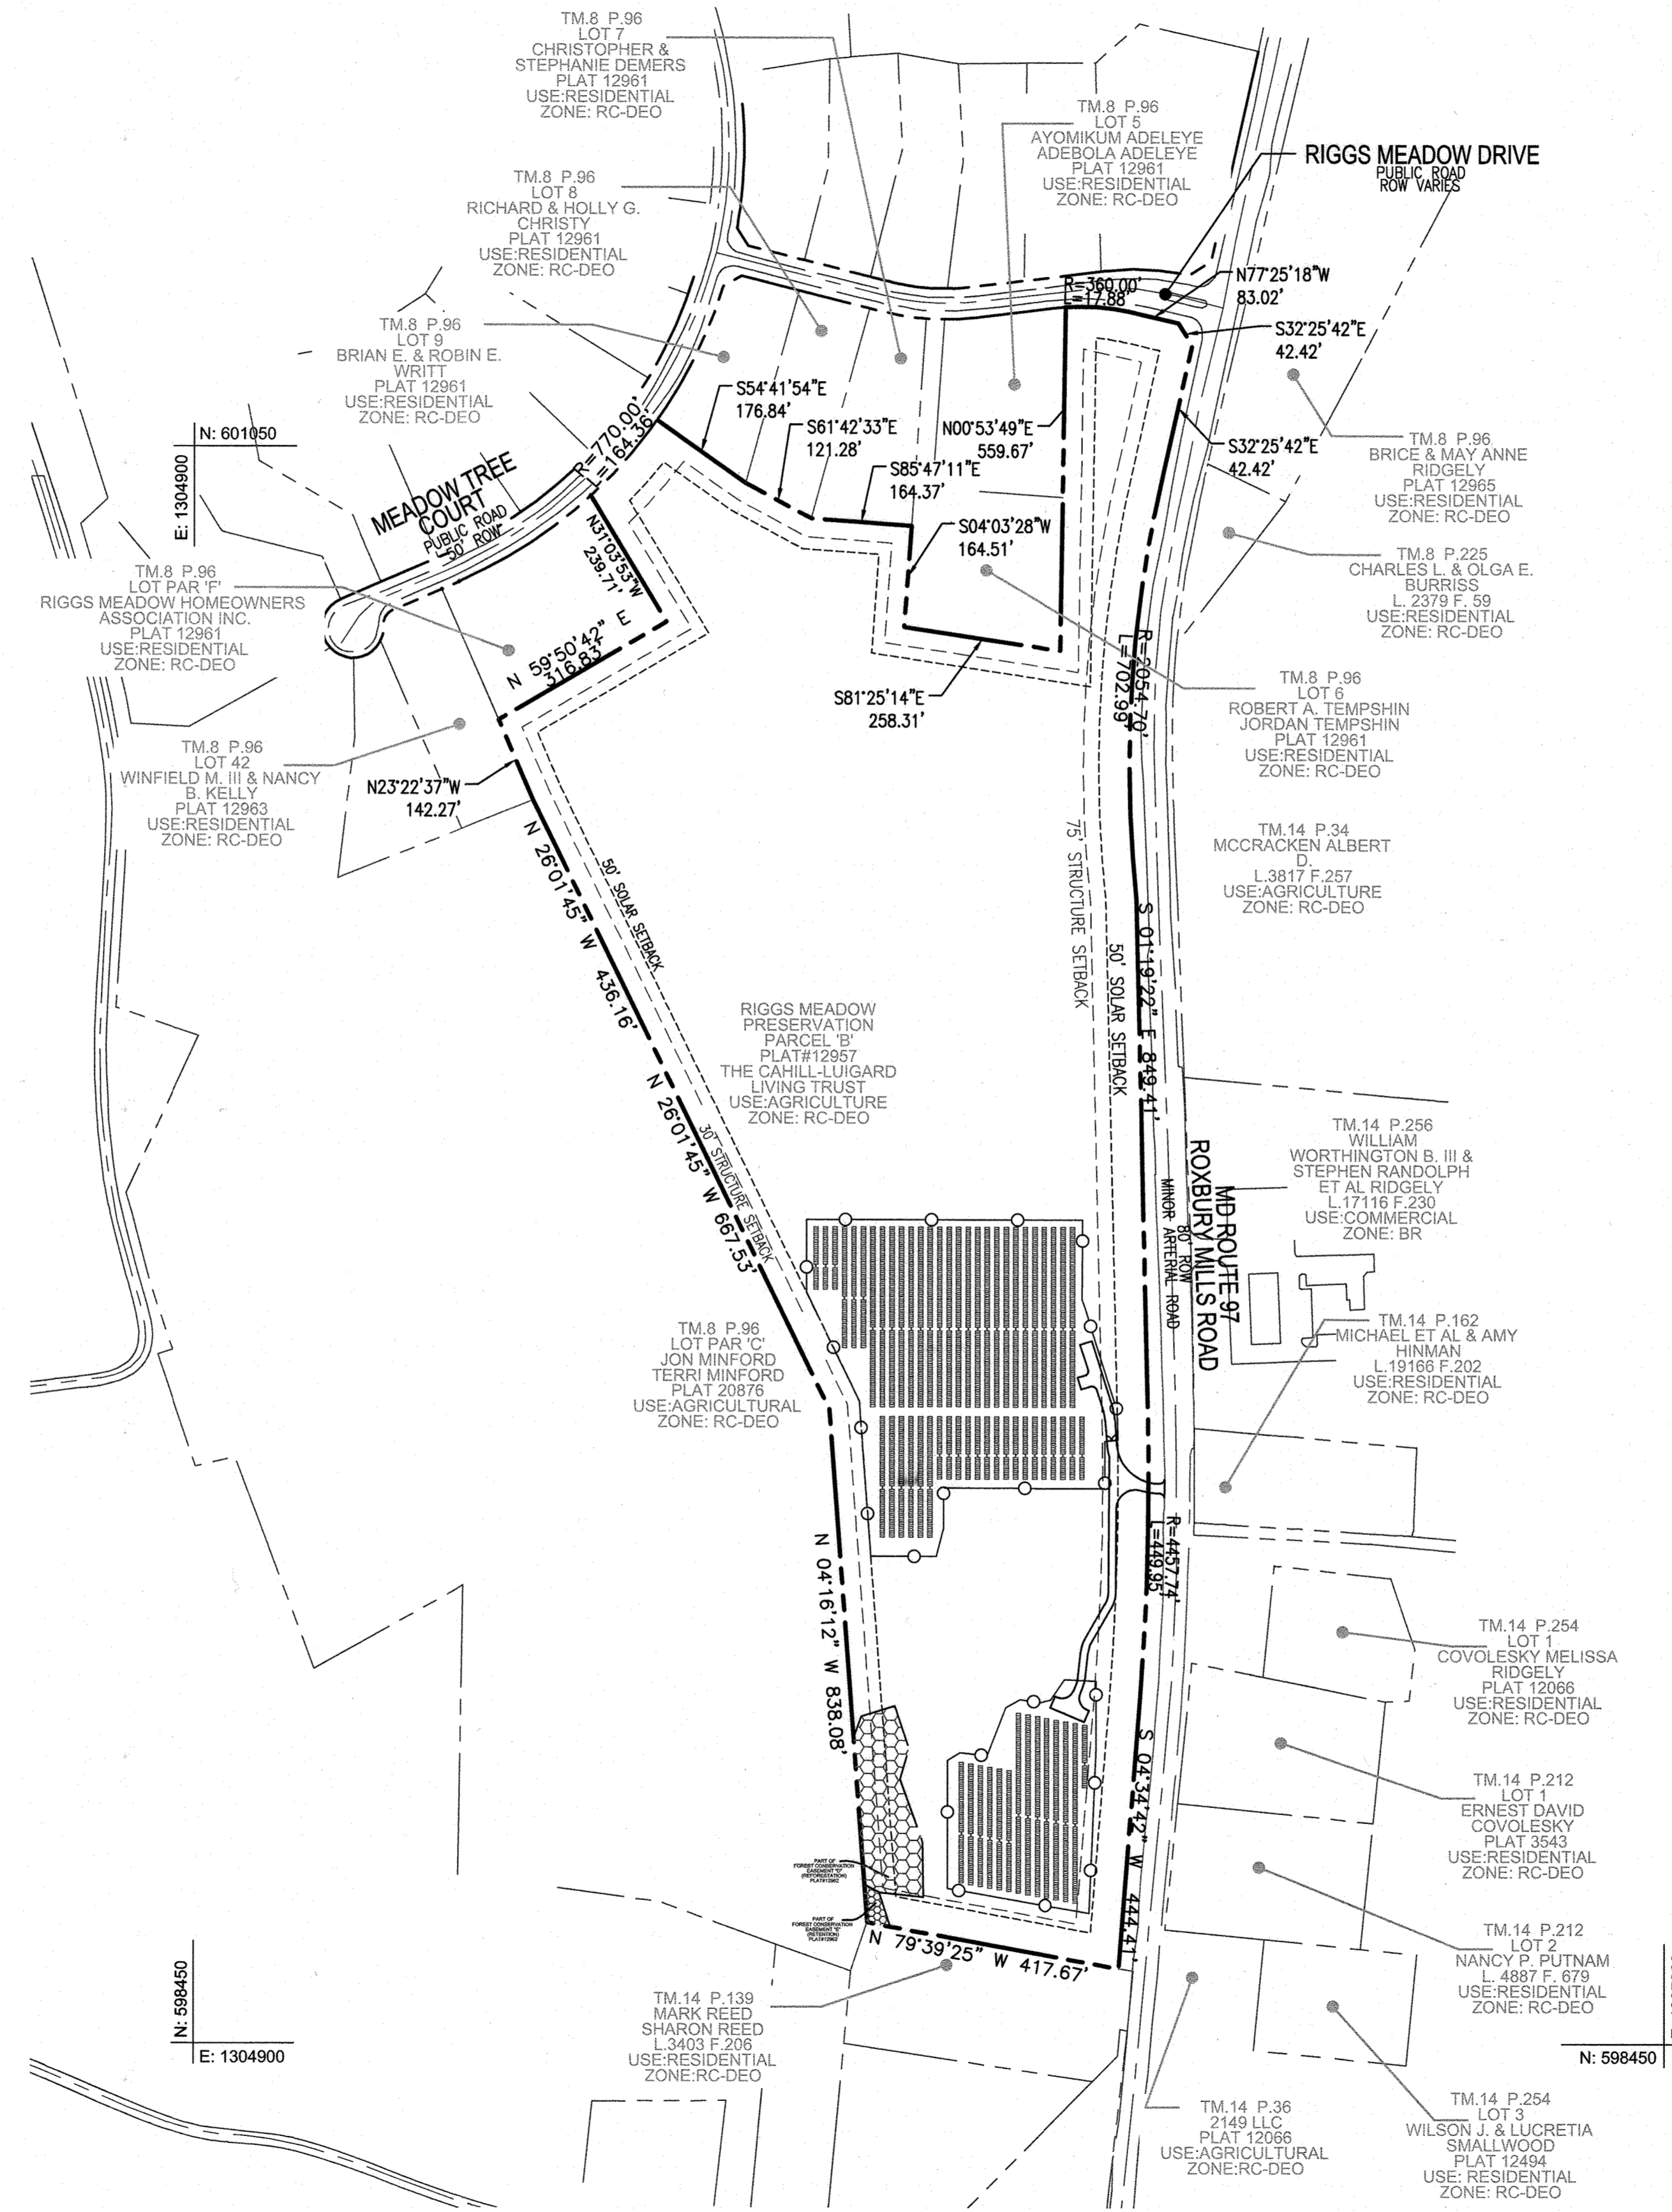 TM.8 P.96
LOT 7
CHRISTOPHER &
STEPHANIE DEMERS
PLAT 12961
USE:RESIDENTIAL
ZONE: RC-DEO
TM.8 P.96
LOT 5
AYOMIKUM ADELEYE
ADEBOLA ADELEYE
PLAT 12961
USE:RESIDENTIAL
ZONE: RC-DEO
RIGGS MEADOW DRIVE
PUBLIC ROAD
ROW VARIES
TM.8 P.96
LOT 8
RICHARD & HOLLY G.
CHRISTY
PLAT 12961
USE:RESIDENTIAL
ZONE: RC-DEO
R=360.00'
L=17.88'
N77°25'18"W
83.02'
S32°25'42"E
42.42'
TM.8 P.96
LOT 9
BRIAN E. & ROBIN E.
WRITT
PLAT 12961
USE:RESIDENTIAL
ZONE: RC-DEO
S54°41'54"E
176.84'
S61°42'33"E
121.28'
N00°53'49"E
559.67'
S85°47'11"E
164.37'
S32°25'42"E
42.42'
S04°03'28"W
164.51'
TM.8 P.96
BRICE & MAY ANNE
RIDGELY
PLAT 12965
USE:RESIDENTIAL
ZONE: RC-DEO
N: 601050
E: 1304900
R=770.00'
L=164.36'
MEADOW TREE
COURT
PUBLIC ROAD
50' ROW
N31°03'53"W
239.71'
TM.8 P.225
CHARLES L. & OLGA E.
BURRISS
L. 2379 F. 59
USE:RESIDENTIAL
ZONE: RC-DEO
TM.8 P.96
LOT PAR 'F'
RIGGS MEADOW HOMEOWNERS
ASSOCIATION INC.
PLAT 12961
USE:RESIDENTIAL
ZONE: RC-DEO
N 59°50'42" E
316.83'
S81°25'14"E
258.31'
R=2054.70'
L=702.99'
TM.8 P.96
LOT 6
ROBERT A. TEMPSHIN
JORDAN TEMPSHIN
PLAT 12961
USE:RESIDENTIAL
ZONE: RC-DEO
TM.8 P.96
LOT 42
WINFIELD M. III & NANCY
B. KELLY
PLAT 12963
USE:RESIDENTIAL
ZONE: RC-DEO
N23°22'37"W
142.27'
N 26°01'45" W 436.16'
50' SOLAR SETBACK
75' STRUCTURE SETBACK
50' SOLAR SETBACK
S 01°19'22" E 849.41'
TM.14 P.34
MCCRACKEN ALBERT
D.
L.3817 F.257
USE:AGRICULTURE
ZONE: RC-DEO
RIGGS MEADOW
PRESERVATION
PARCEL 'B'
PLAT#12957
THE CAHILL-LUIGARD
LIVING TRUST
USE:AGRICULTURE
ZONE: RC-DEO
N 26°01'45" W 667.53'
30' STRUCTURE SETBACK
MD ROUTE 97
ROXBURY MILLS ROAD
80' ROW
MINOR ARTERIAL ROAD
TM.14 P.256
WILLIAM
WORTHINGTON B. III &
STEPHEN RANDOLPH
ET AL RIDGELY
L.17116 F.230
USE:COMMERCIAL
ZONE: BR
TM.8 P.96
LOT PAR 'C'
JON MINFORD
TERRI MINFORD
PLAT 20876
USE:AGRICULTURAL
ZONE: RC-DEO
TM.14 P.162
MICHAEL ET AL & AMY
HINMAN
L.19166 F.202
USE:RESIDENTIAL
ZONE: RC-DEO
N 04°16'12" W 838.08'
R=4457.74'
L=449.95'
TM.14 P.254
LOT 1
COVOLESKY MELISSA
RIDGELY
PLAT 12066
USE:RESIDENTIAL
ZONE: RC-DEO
S 04°34'42" W 444.41'
TM.14 P.212
LOT 1
ERNEST DAVID
COVOLESKY
PLAT 3543
USE:RESIDENTIAL
ZONE: RC-DEO
PART OF
FOREST CONSERVATION
(REFORESTATION)
PART OF
FOREST CONSERVATION
(RETENTION)
N 79°39'25" W 417.67'
TM.14 P.212
LOT 2
NANCY P. PUTNAM
L. 4887 F. 679
USE:RESIDENTIAL
ZONE: RC-DEO
N: 598450
E: 1304900
TM.14 P.139
MARK REED
SHARON REED
L.3403 F.206
USE:RESIDENTIAL
ZONE:RC-DEO
N: 598450
TM.14 P.36
2149 LLC
PLAT 12066
USE:AGRICULTURAL
ZONE:RC-DEO
TM.14 P.254
LOT 3
WILSON J. & LUCRETIA
SMALLWOOD
PLAT 12494
USE: RESIDENTIAL
ZONE: RC-DEO